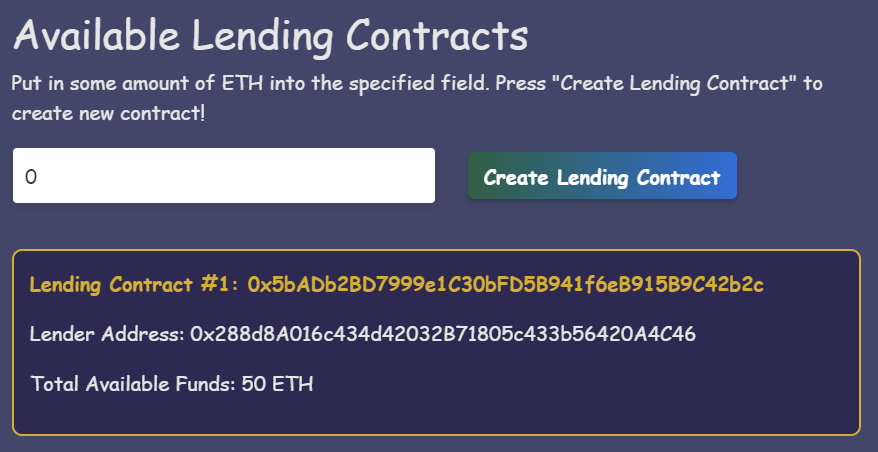 Available Lending Contracts
Put in some amount of ETH into the specified field. Press "Create Lending Contract" to
create new contract!
0
Create Lending Contract
Lending Contract #1: 0x5bADb2BD7999e1C30bFD5B941f6eB915B9C42b2c
Lender Address: 0x288d8A016c434d42032B71805c433b56420A4C46
Total Available Funds: 50 ETH